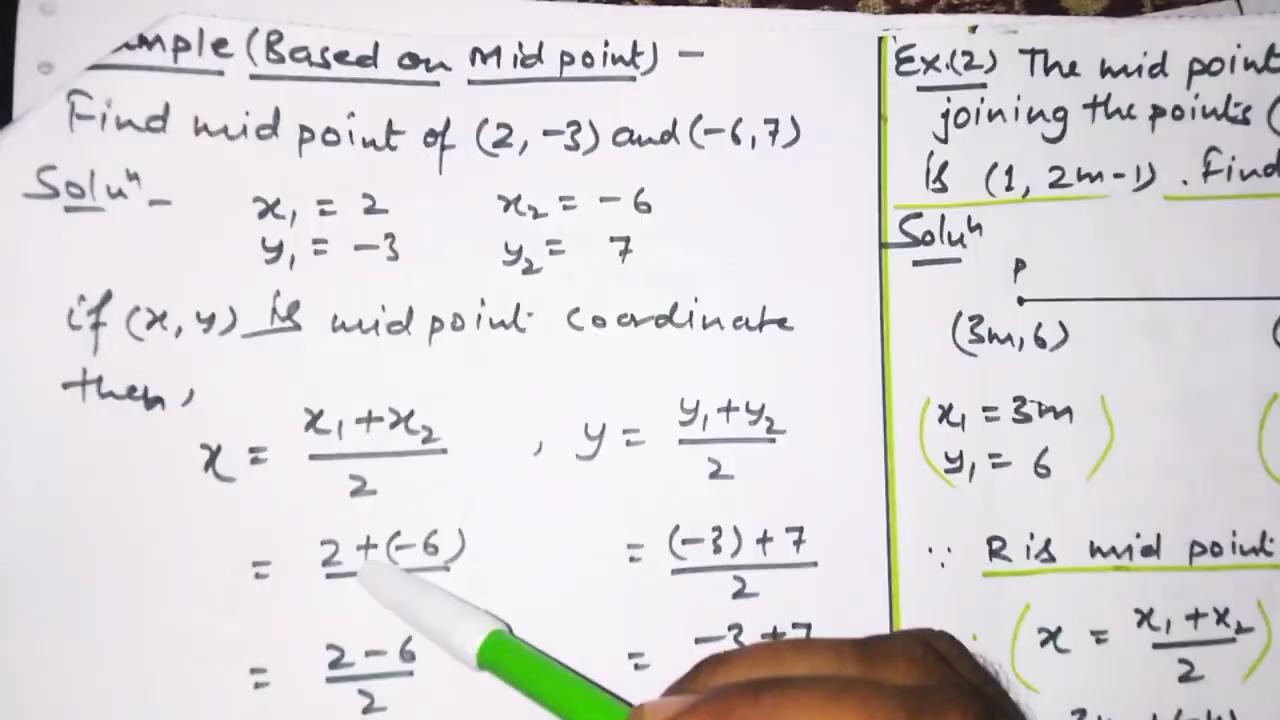 (Based on Mid point) -
Find mid point of (2, -3) and (-6, 7)
Soluⁿ -
x₁ = 2 x₂ = -6
y₁ = -3 y₂ = 7
if (x, y) is mid point coordinate
then,
x = x₁+x₂ / 2 , y = y₁+y₂ / 2
= 2+(-6) = (-3)+7 / 2
= 2-6 / 2 = -3+7
Ex.(2) The mid point
joining the points (
is (1, 2m-1). Find
Soluⁿ
P
(3m, 6)
(x₁ = 3m
y₁ = 6)
∵ R is mid point
(x = x₁+x₂ / 2)